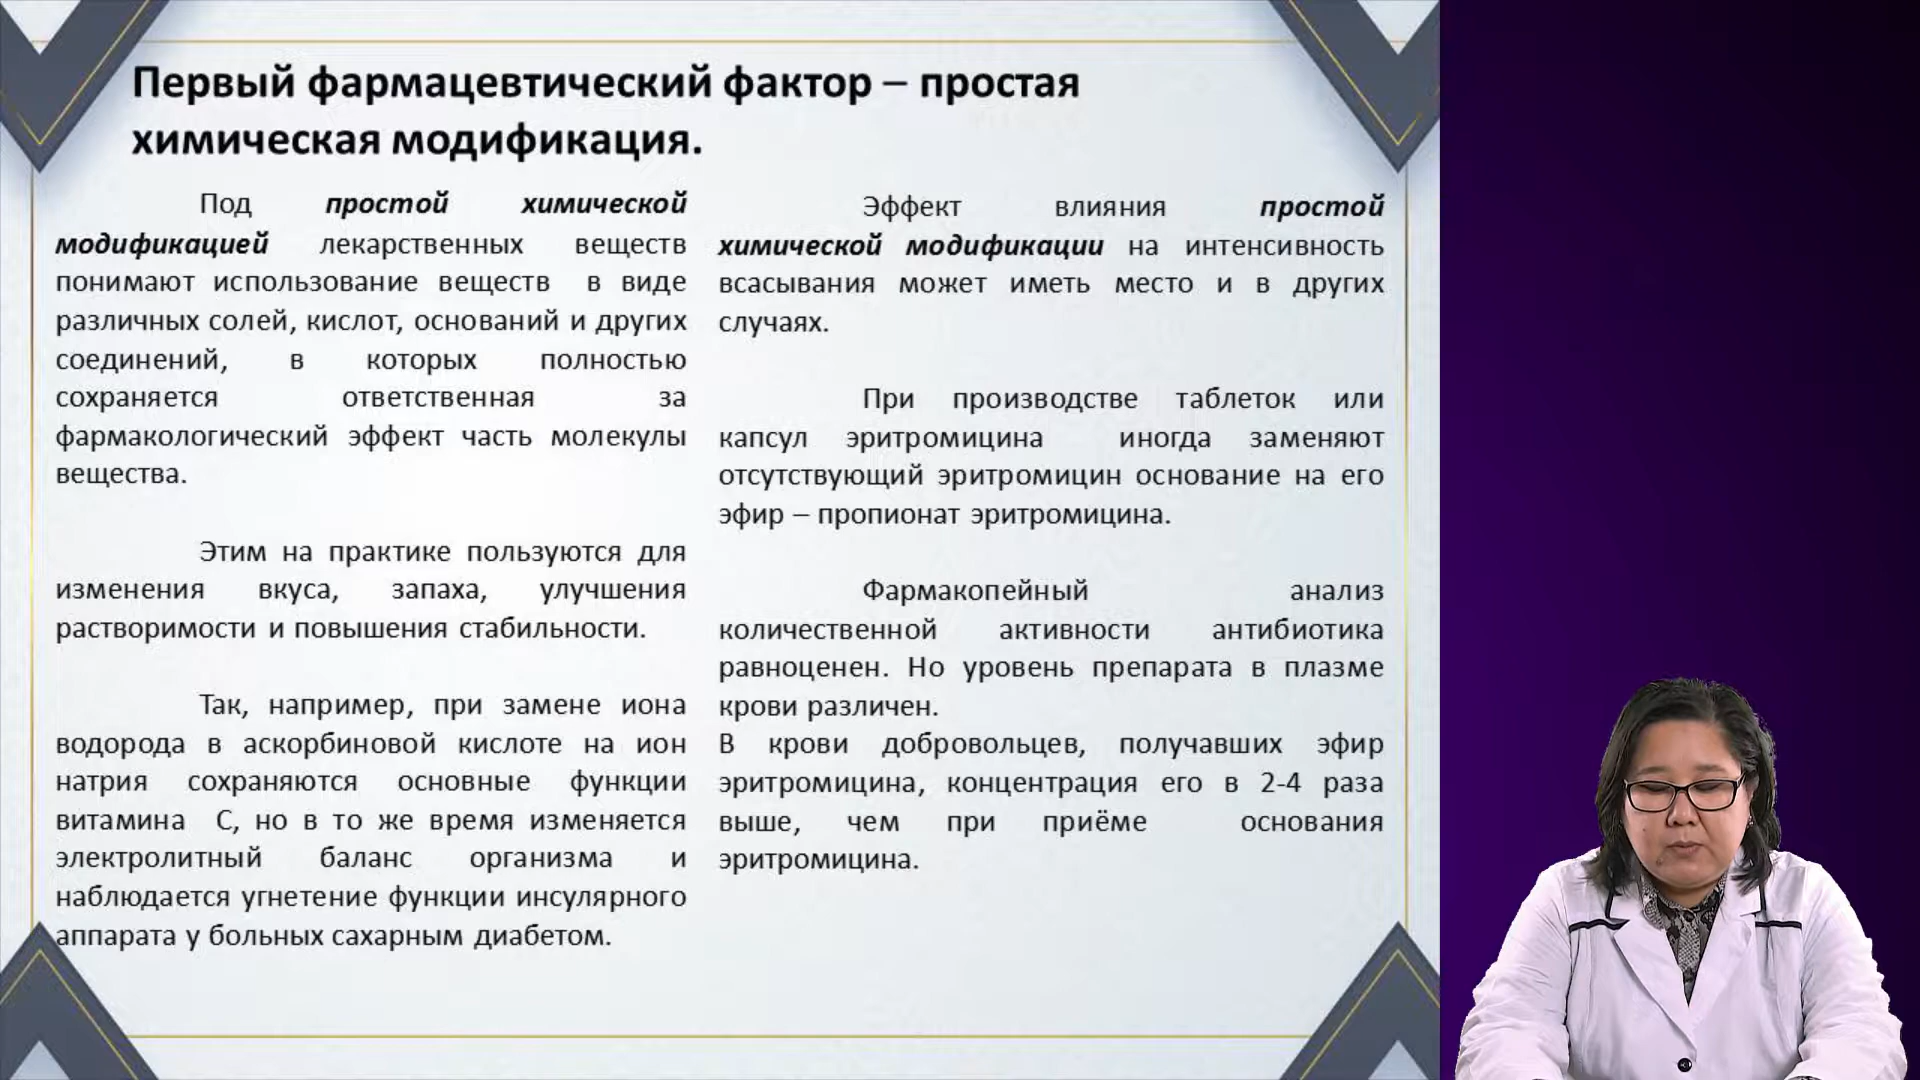 Первый фармацевтический фактор – простая
химическая модификация.
Под простой химической
модификацией лекарственных веществ
понимают использование веществ в виде
различных солей, кислот, оснований и других
соединений, в которых полностью
сохраняется ответственная за
фармакологический эффект часть молекулы
вещества.
Этим на практике пользуются для
изменения вкуса, запаха, улучшения
растворимости и повышения стабильности.
Так, например, при замене иона
водорода в аскорбиновой кислоте на ион
натрия сохраняются основные функции
витамина С, но в то же время изменяется
электролитный баланс организма и
наблюдается угнетение функции инсулярного
аппарата у больных сахарным диабетом.
Эффект влияния простой
химической модификации на интенсивность
всасывания может иметь место и в других
случаях.
При производстве таблеток или
капсул эритромицина иногда заменяют
отсутствующий эритромицин основание на его
эфир – пропионат эритромицина.
Фармакопейный анализ
количественной активности антибиотика
равноценен. Но уровень препарата в плазме
крови различен.
В крови добровольцев, получавших эфир
эритромицина, концентрация его в 2-4 раза
выше, чем при приёме основания
эритромицина.